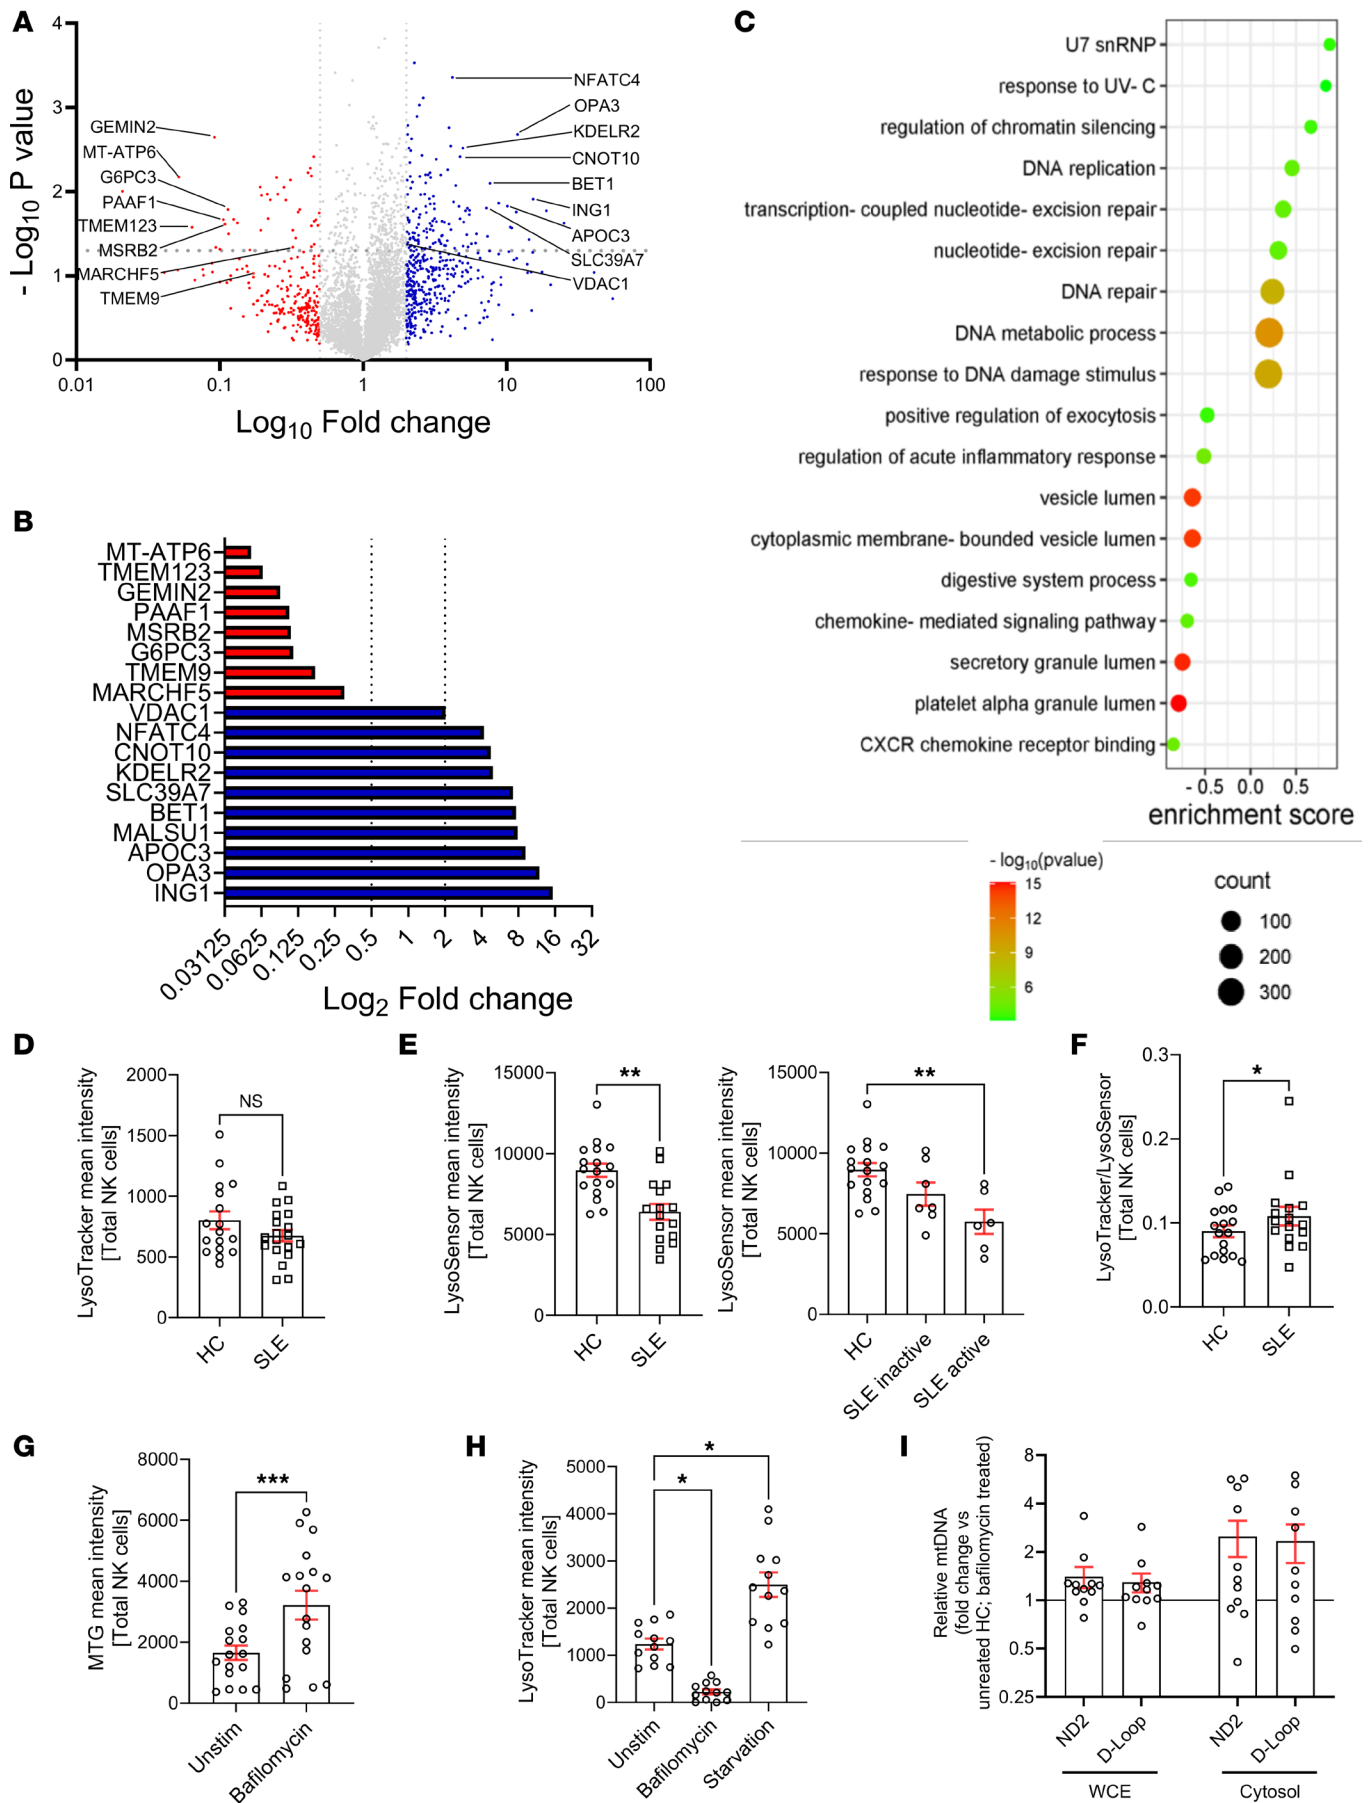 A
4
3
2
1
0
- Log10 P value
GEMIN2
MT-ATP6
G6PC3
PAAF1
TMEM123
MSRB2
MARCHF5
TMEM9
NFATC4
OPA3
KDELR2
CNOT10
BET1
ING1
APOC3
SLC39A7
VDAC1
0.01
0.1
1
10
100
Log10 Fold change
B
MT-ATP6
TMEM123
GEMIN2
PAAF1
MSRB2
G6PC3
TMEM9
MARCHF5
VDAC1
NFATC4
CNOT10
KDELR2
SLC39A7
BET1
MALSU1
APOC3
OPA3
ING1
0.03125
0.0625
0.125
0.25
0.5
1
2
4
8
16
32
Log2 Fold change
C
U7 snRNP
response to UV- C
regulation of chromatin silencing
DNA replication
transcription- coupled nucleotide- excision repair
nucleotide- excision repair
DNA repair
DNA metabolic process
response to DNA damage stimulus
positive regulation of exocytosis
regulation of acute inflammatory response
vesicle lumen
cytoplasmic membrane- bounded vesicle lumen
digestive system process
chemokine- mediated signaling pathway
secretory granule lumen
platelet alpha granule lumen
CXCR chemokine receptor binding
- 0.5
0.0
0.5
enrichment score
- log10(pvalue)
15
12
9
6
count
100
200
300
D
LysoTracker mean intensity
[Total NK cells]
2000
1500
1000
500
0
NS
HC
SLE
E
LysoSensor mean intensity
[Total NK cells]
15000
10000
5000
0
**
HC
SLE
LysoSensor mean intensity
[Total NK cells]
15000
10000
5000
0
**
HC
SLE inactive
SLE active
F
LysoTracker/LysoSensor
[Total NK cells]
0.3
0.2
0.1
0.0
*
HC
SLE
G
MTG mean intensity
[Total NK cells]
8000
6000
4000
2000
0
***
Unstim
Bafilomycin
H
LysoTracker mean intensity
[Total NK cells]
5000
4000
3000
2000
1000
0
*
*
Unstim
Bafilomycin
Starvation
I
Relative mtDNA
(fold change vs
unreated HC; bafilomycin treated)
8
4
2
1
0.5
0.25
ND2
D-Loop
ND2
D-Loop
WCE
Cytosol